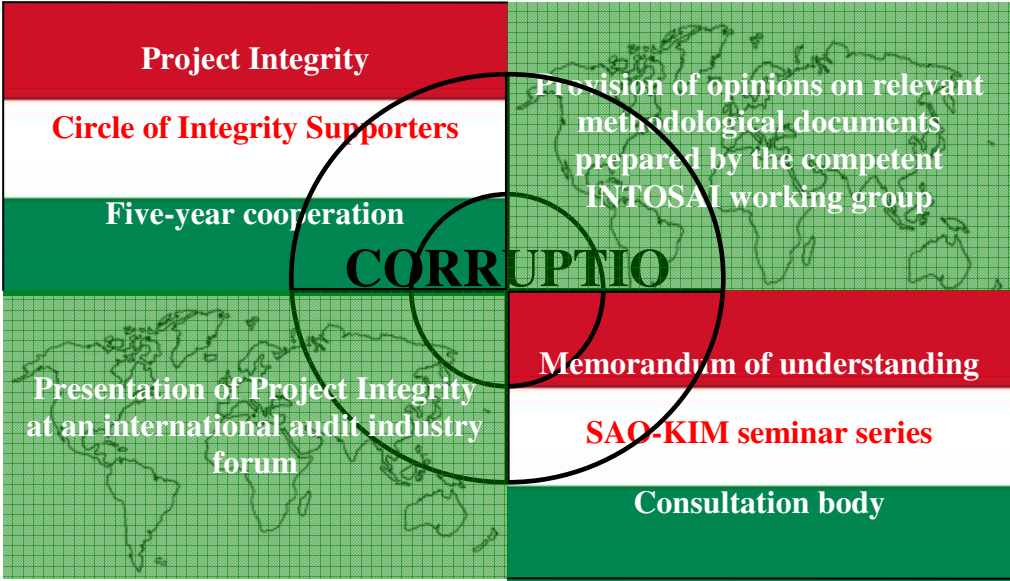 Project Integrity
Circle of Integrity Supporters
Five-year cooperation
Provision of opinions on relevant
methodological documents
prepared by the competent
INTOSAI working group
CORRUPTIO
Presentation of Project Integrity
at an international audit industry
forum
Memorandum of understanding
SAO-KIM seminar series
Consultation body